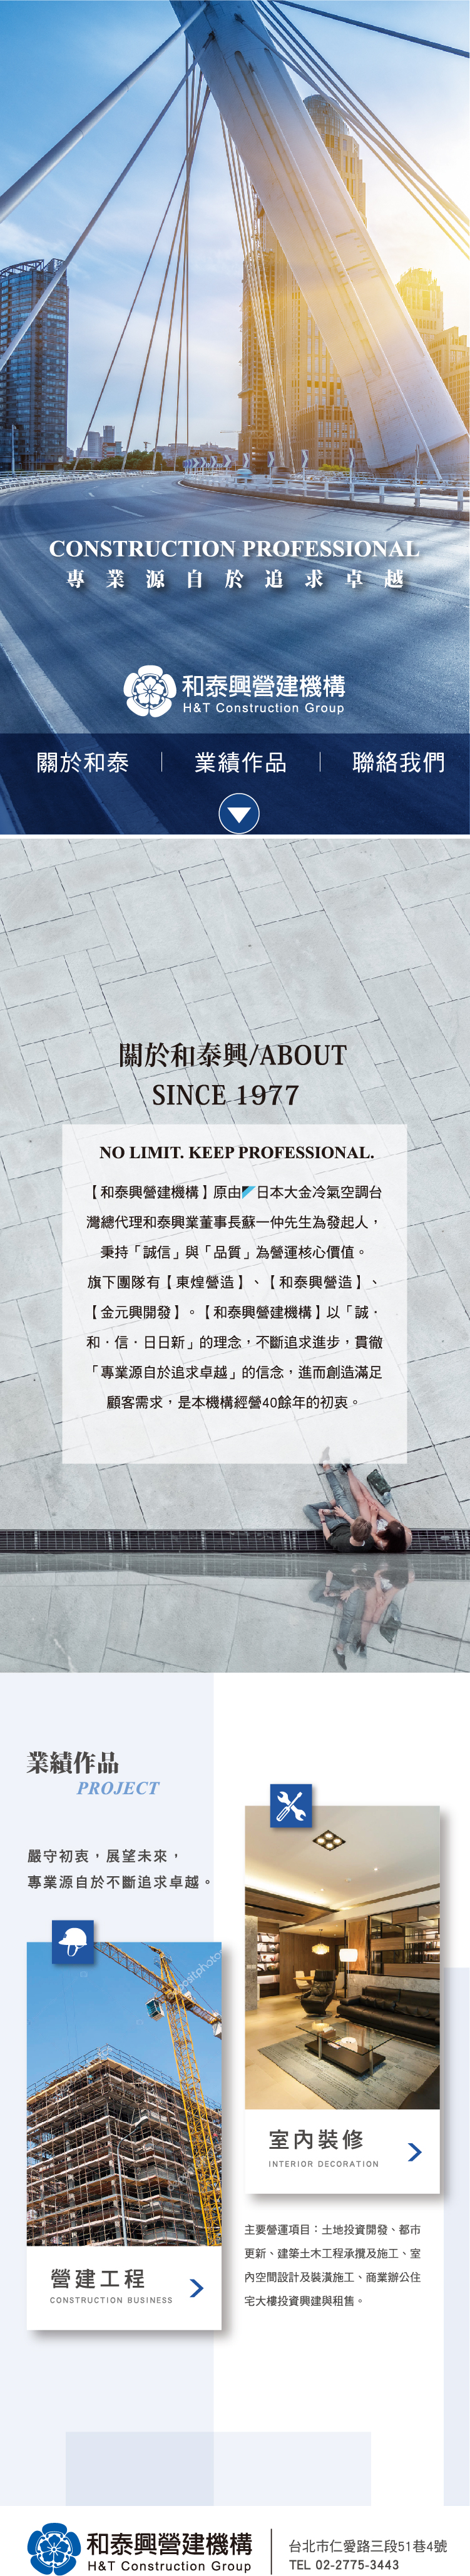 CONSTRUCTION PROFESSIONAL
專業源自於追求卓越
和泰興營建機構
H&T Construction Group
關於和泰 | 業績作品 | 聯絡我們
關於和泰興/ABOUT
SINCE 1977
NO LIMIT. KEEP PROFESSIONAL.
【和泰興營建機構】原由日本大金冷氣空調台
灣總代理和泰興業董事長蘇一仲先生為發起人，
秉持「誠信」與「品質」為營運核心價值。
旗下團隊有【東煌營造】、【和泰興營造】、
【金元興開發】。【和泰興營建機構】以「誠·
和·信·日日新」的理念，不斷追求進步，貫徹
「專業源自於追求卓越」的信念，進而創造滿足
顧客需求，是本機構經營40餘年的初衷。
業績作品
PROJECT
嚴守初衷，展望未來，
專業源自於不斷追求卓越。
depositphotos
營建工程
CONSTRUCTION BUSINESS
室內裝修
INTERIOR DECORATION
主要營運項目：土地投資開發、都市
更新、建築土木工程承攬及施工、室
內空間設計及裝潢施工、商業辦公住
宅大樓投資興建與租售。
和泰興營建機構
H&T Construction Group
台北市仁愛路三段51巷4號
TEL 02-2775-3443